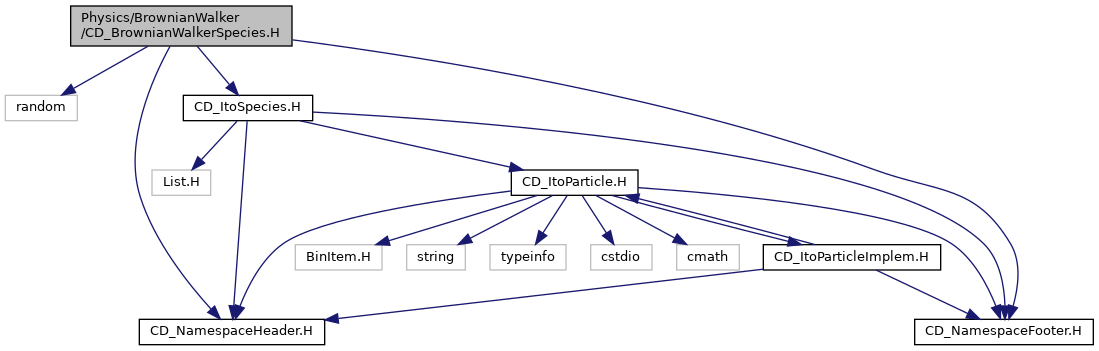 Physics/BrownianWalker
/CD_BrownianWalkerSpecies.H
random
CD_ItoSpecies.H
List.H
CD_ItoParticle.H
BinItem.H
string
typeinfo
cstdio
cmath
CD_ItoParticleImplem.H
CD_NamespaceHeader.H
CD_NamespaceFooter.H